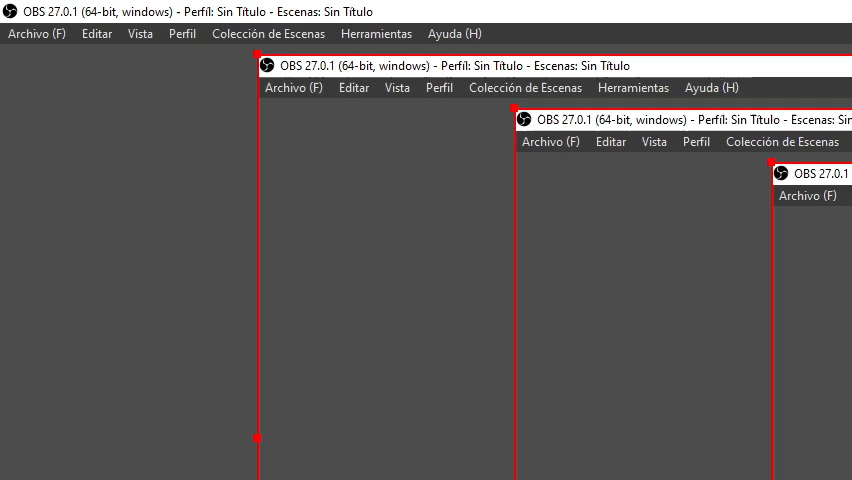 OBS 27.0.1 (64-bit, windows) - Perfíl: Sin Título - Escenas: Sin Título
Archivo (F) Editar Vista Perfil Colección de Escenas Herramientas Ayuda (H)
OBS 27.0.1 (64-bit, windows) - Perfíl: Sin Título - Escenas: Sin Título
Archivo (F) Editar Vista Perfil Colección de Escenas Herramientas Ayuda (H)
OBS 27.0.1 (64-bit, windows) - Perfíl: Sin Título - Escenas: Sin
Archivo (F) Editar Vista Perfil Colección de Escenas
OBS 27.0.1
Archivo (F)